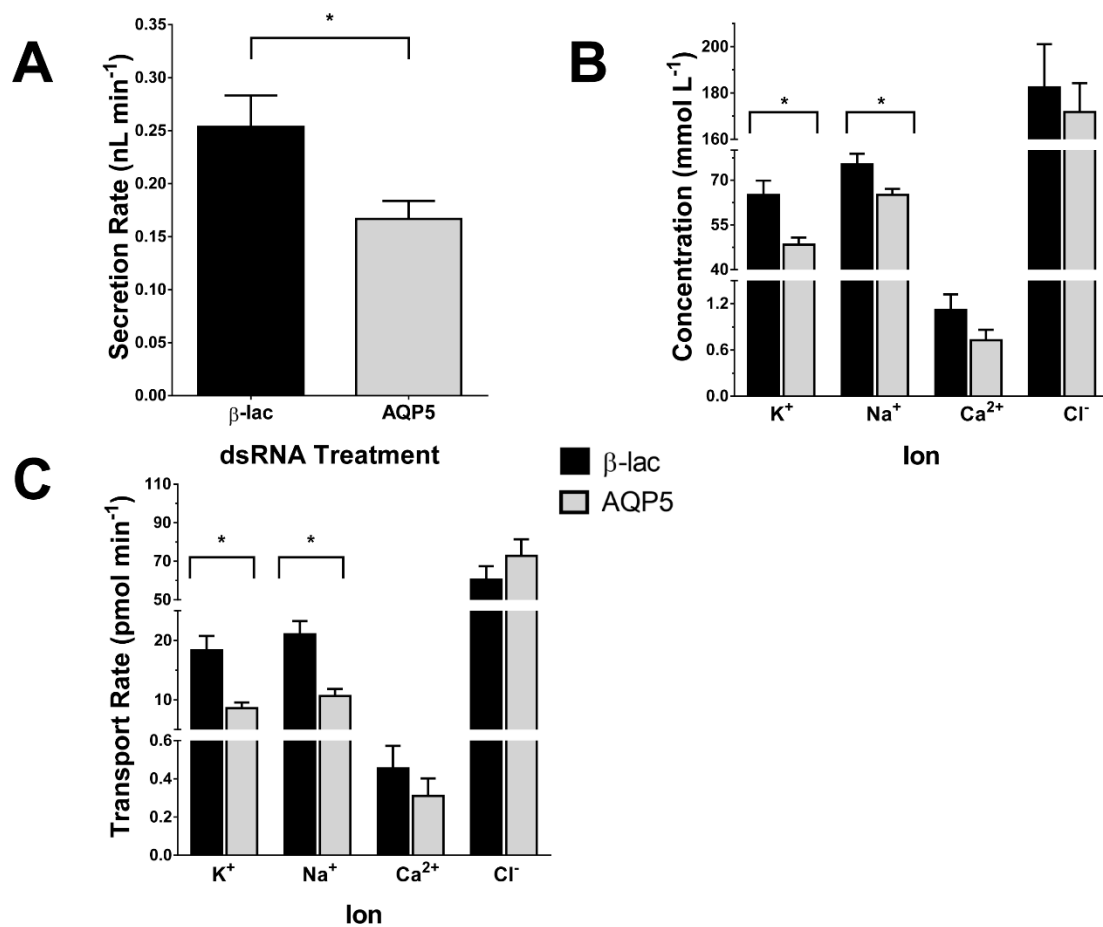 A
Secretion Rate (nL min⁻¹)
0.35
0.30
0.25
0.20
0.15
0.10
0.05
0.00
*
β-lac
AQP5
dsRNA Treatment
B
Concentration (mmol L⁻¹)
200
180
160
70
55
40
1.2
0.6
0.0
*
*
K⁺
Na⁺
Ca²⁺
Cl⁻
Ion
β-lac
AQP5
C
Transport Rate (pmol min⁻¹)
110
90
70
50
20
10
0.6
0.4
0.2
0.0
*
*
K⁺
Na⁺
Ca²⁺
Cl⁻
Ion